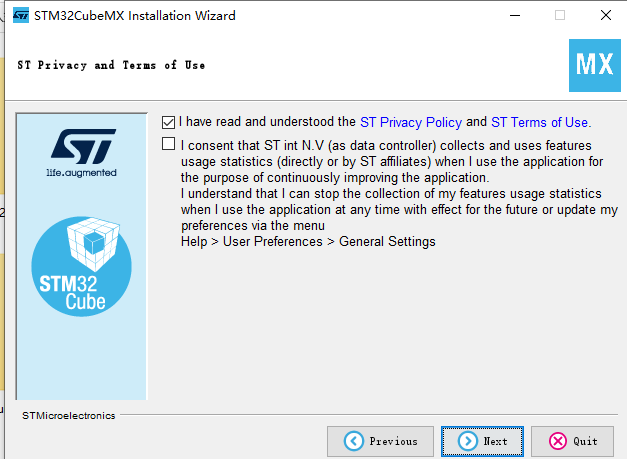 STM32CubeMX Installation Wizard
ST Privacy and Terms of Use
MX
I have read and understood the ST Privacy Policy and ST Terms of Use.
ST
life.augmented
I consent that ST int N.V (as data controller) collects and uses features
usage statistics (directly or by ST affiliates) when I use the application for
the purpose of continuously improving the application.
I understand that I can stop the collection of my features usage statistics
when I use the application at any time with effect for the future or update my
preferences via the menu
Help > User Preferences > General Settings
STM32
Cube
STMicroelectronics
Previous
Next
Quit